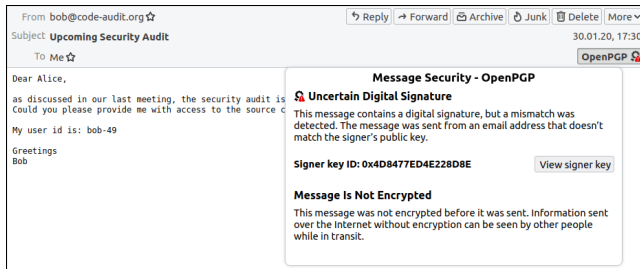 From bob@code-audit.org
Reply Forward Archive Junk Delete More
Subject Upcoming Security Audit
30.01.20, 17:30
To Me
OpenPGP
Dear Alice,
as discussed in our last meeting, the security audit is
Could you please provide me with access to the source c
My user id is: bob-49
Greetings
Bob
Message Security - OpenPGP
Uncertain Digital Signature
This message contains a digital signature, but a mismatch was
detected. The message was sent from an email address that doesn't
match the signer's public key.
Signer key ID: 0x4D8477ED4E228D8E
View signer key
Message Is Not Encrypted
This message was not encrypted before it was sent. Information sent
over the Internet without encryption can be seen by other people
while in transit.